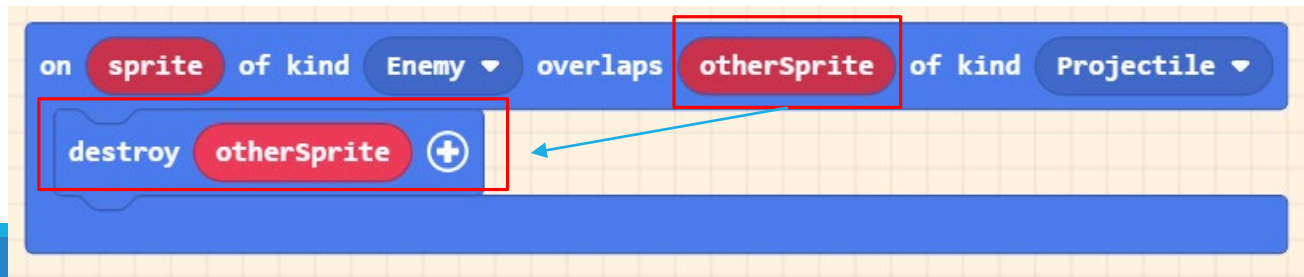 on sprite of kind Enemy overlaps otherSprite of kind Projectile
destroy otherSprite